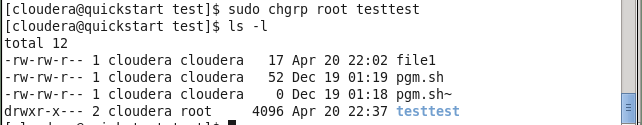 [cloudera@quickstart test]$ sudo chgrp root testtest
[cloudera@quickstart test]$ ls -l
total 12
-rw-rw-r-- 1 cloudera cloudera   17 Apr 20 22:02 file1
-rw-rw-r-- 1 cloudera cloudera   52 Dec 19 01:19 pgm.sh
-rw-rw-r-- 1 cloudera cloudera    0 Dec 19 01:18 pgm.sh~
drwxr-x--- 2 cloudera root     4096 Apr 20 22:37 testtest
[cloudera@quickstart test]$